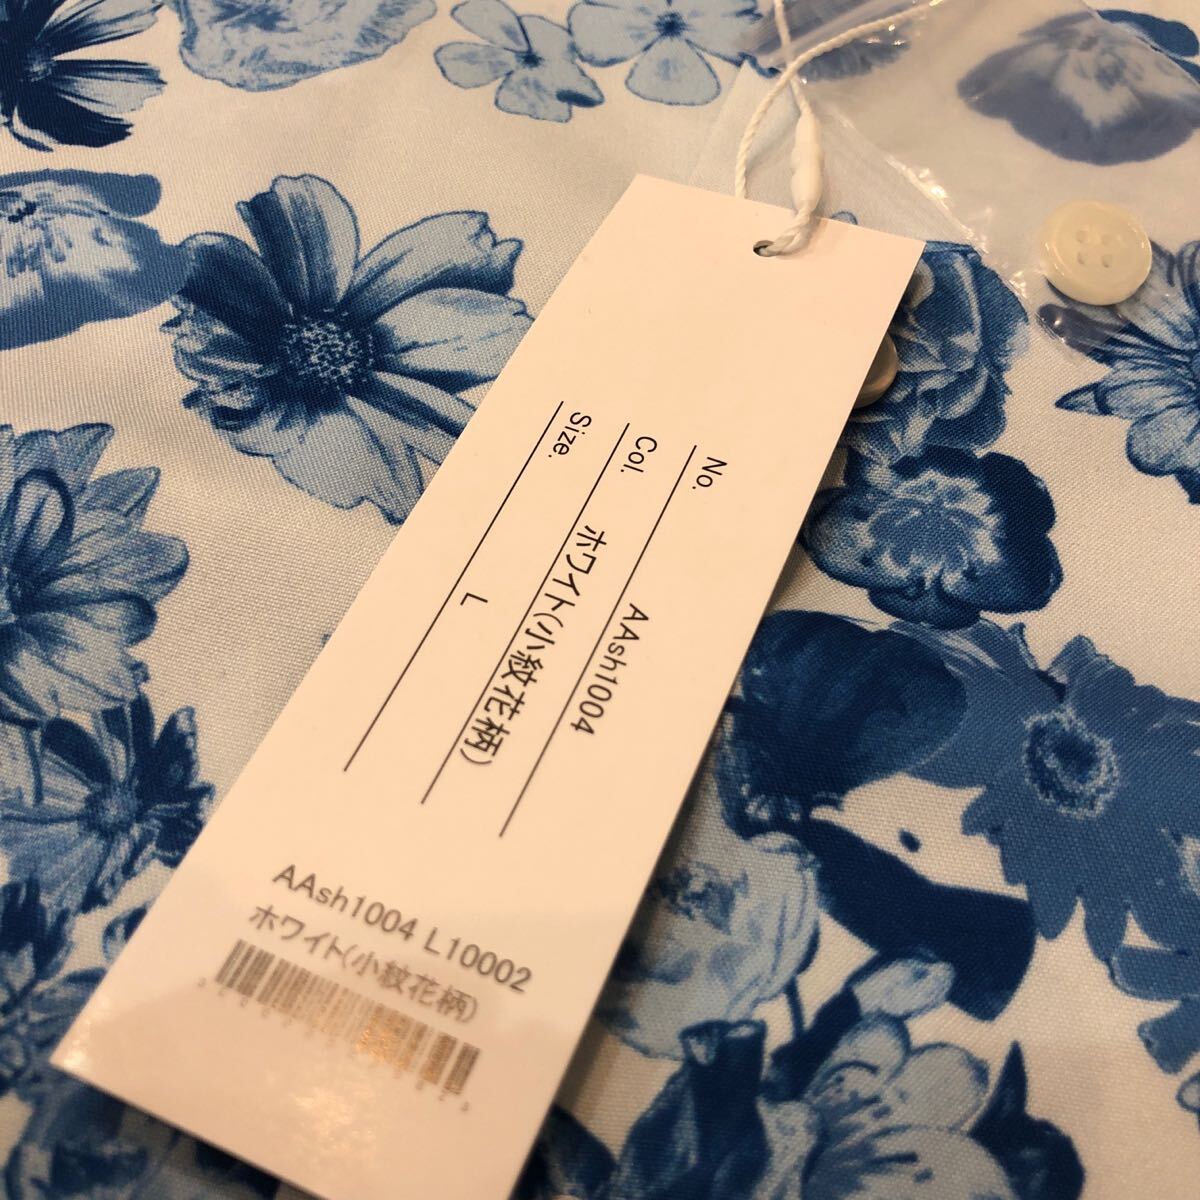 No. AAsh1004
Col. ホワイト(小紋花柄)
Size. L
AAsh1004 L10002
ホワイト(小紋花柄)